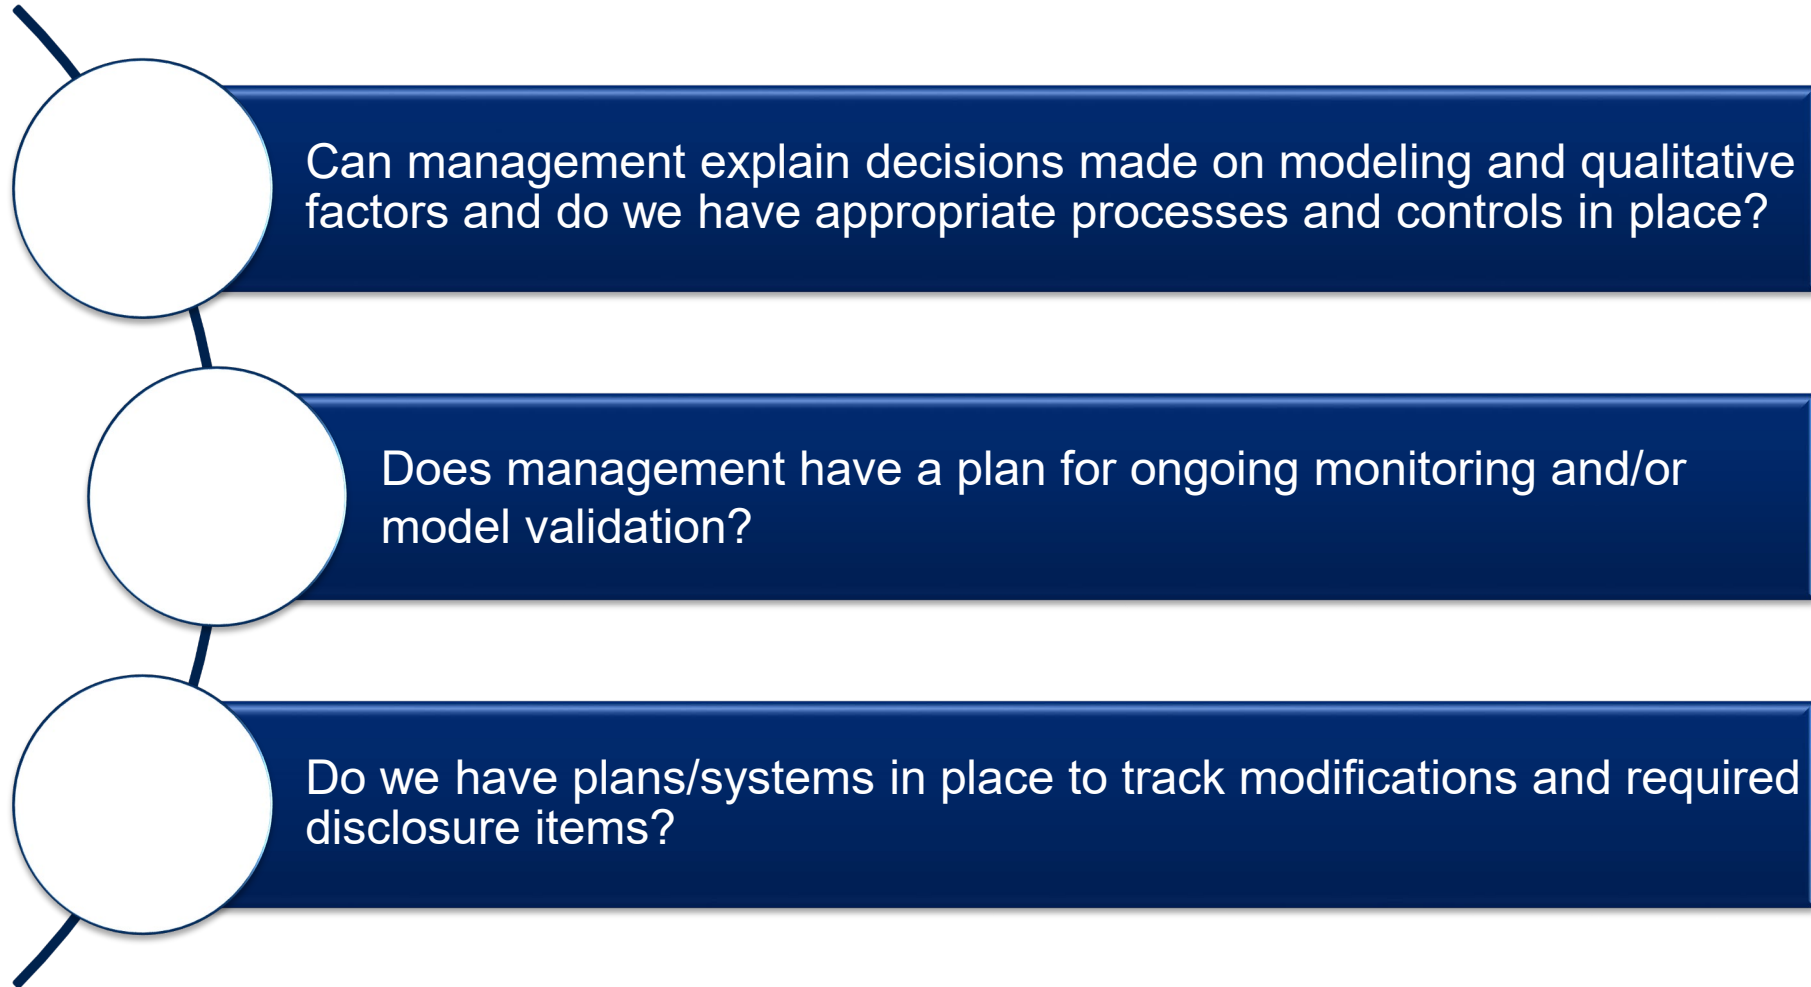 Can management explain decisions made on modeling and qualitative
factors and do we have appropriate processes and controls in place?
Does management have a plan for ongoing monitoring and/or
model validation?
Do we have plans/systems in place to track modifications and required
disclosure items?